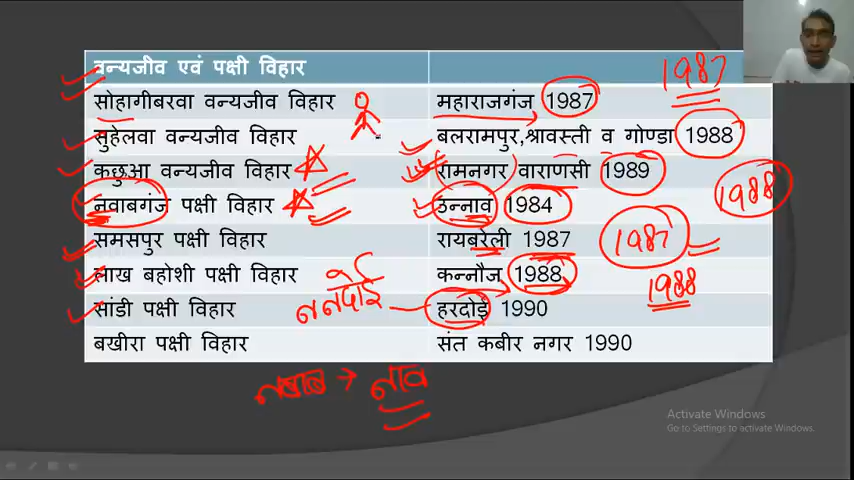 वन्यजीव एवं पक्षी विहार 1987
सोहागीबरवा वन्यजीव विहार महाराजगंज 1987
सुहेलवा वन्यजीव विहार बलरामपुर,श्रावस्ती व गोण्डा 1988
कछुआ वन्यजीव विहार रामनगर वाराणसी 1989
1988
नवाबगंज पक्षी विहार उन्नाव 1984
समसपुर पक्षी विहार रायबरेली 1987 1987
लाख बहोशी पक्षी विहार कन्नौज 1988 1988
सांडी पक्षी विहार हरदोई 1990
बखीरा पक्षी विहार संत कबीर नगर 1990
नबाब → नाव
Activate Windows
Go to Settings to activate Windows.